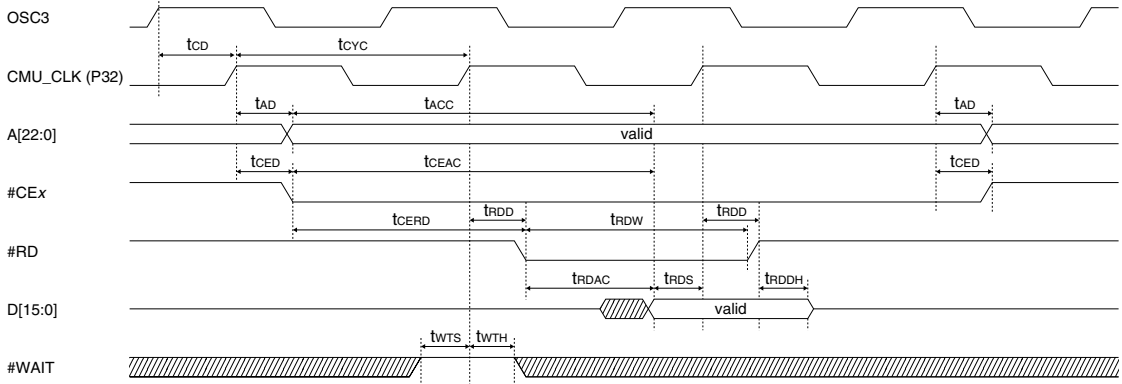 OSC3
tCD tCYC
CMU_CLK (P32)
tAD tACC tAD
A[22:0] valid
tCED tCEAC tCED
#CEx
tRDD tRDD
tCERD tRDW
#RD
tRDAC tRDS tRDDH
D[15:0] valid
tWTS tWTH
#WAIT